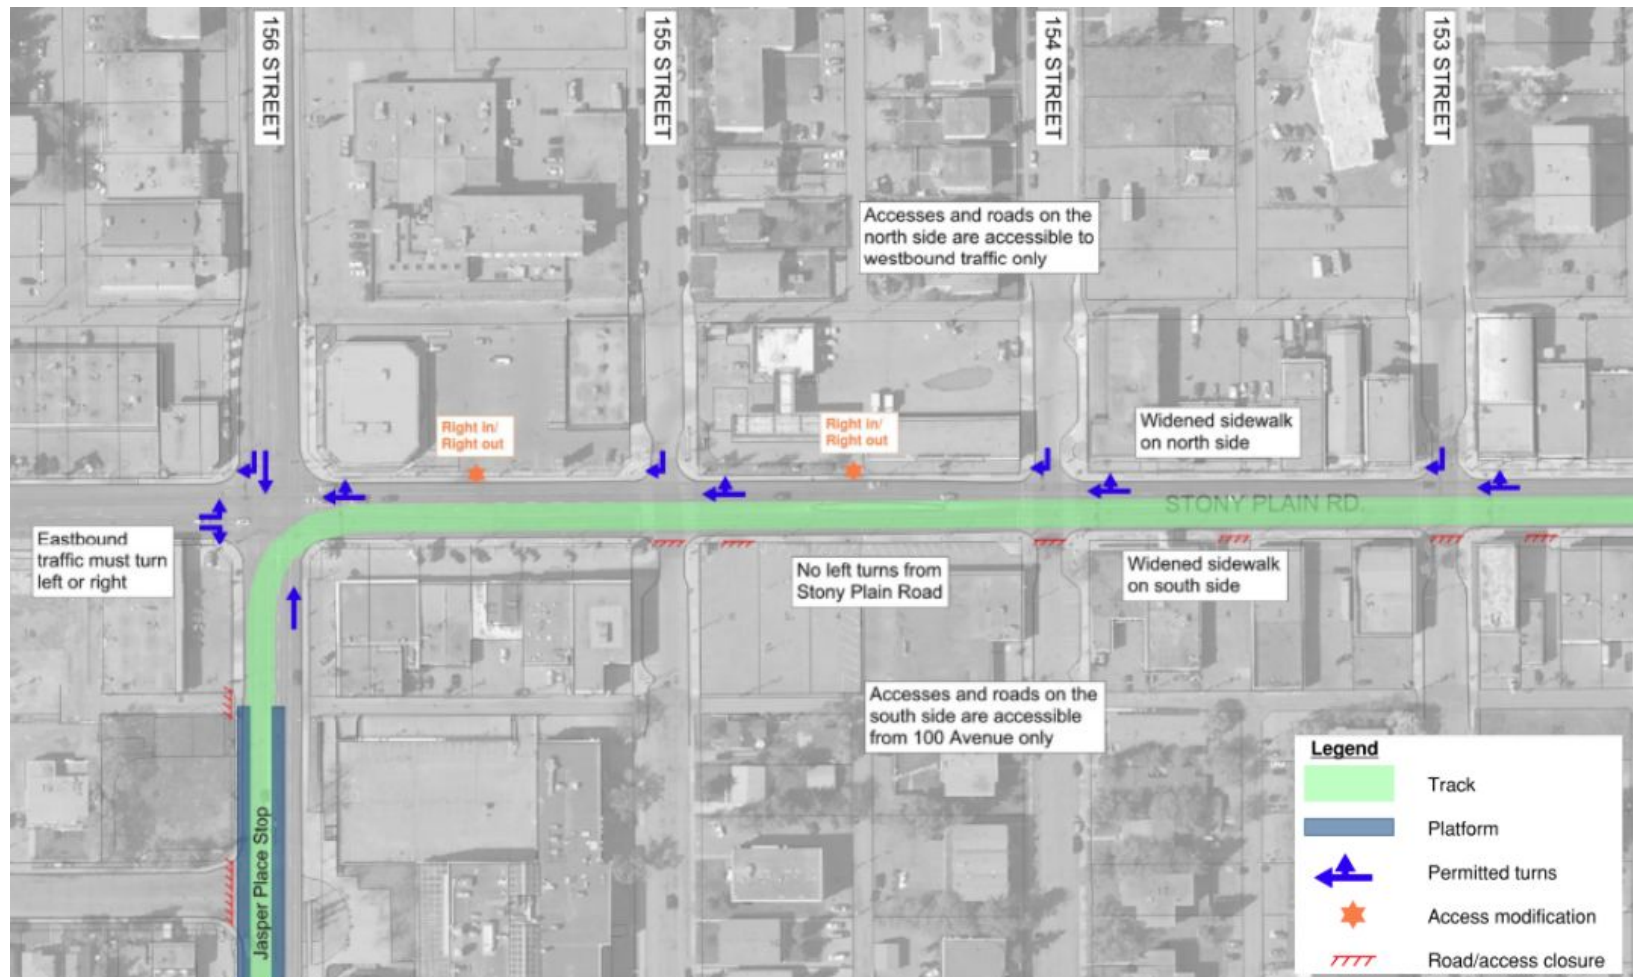 156 STREET
155 STREET
154 STREET
153 STREET
Accesses and roads on the
north side are accessible to
westbound traffic only
Right in/
Right out
Right in/
Right out
Widened sidewalk
on north side
STONY PLAIN RD.
Eastbound
traffic must turn
left or right
No left turns from
Stony Plain Road
Widened sidewalk
on south side
Accesses and roads on the
south side are accessible
from 100 Avenue only
Jasper Place Stop
Legend
Track
Platform
Permitted turns
Access modification
Road/access closure